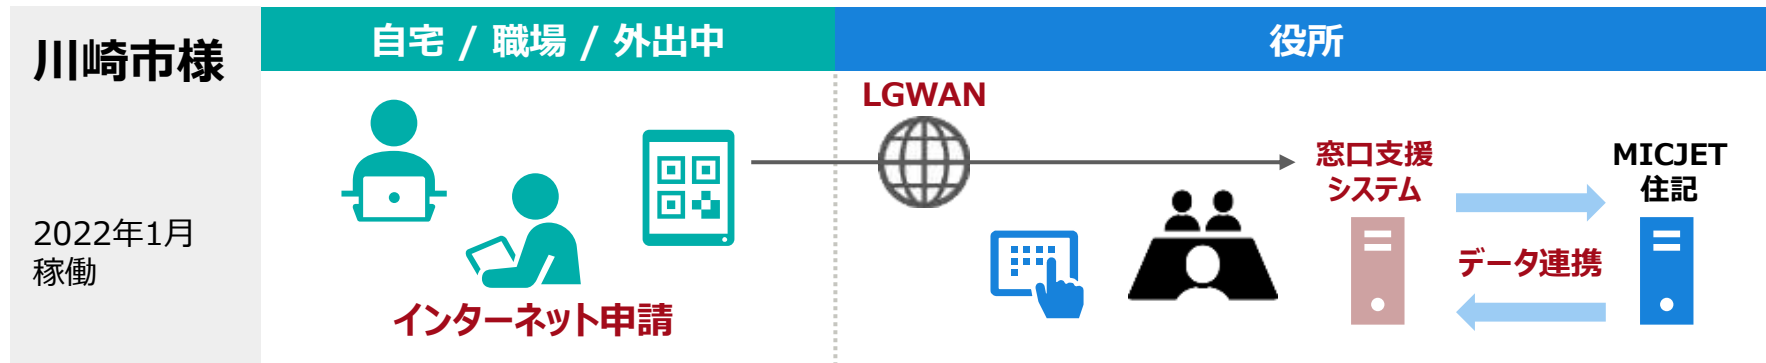 川崎市様
2022年1月
稼働
自宅 / 職場 / 外出中
インターネット申請
役所
LGWAN
窓口支援
システム
データ連携
MICJET
住記